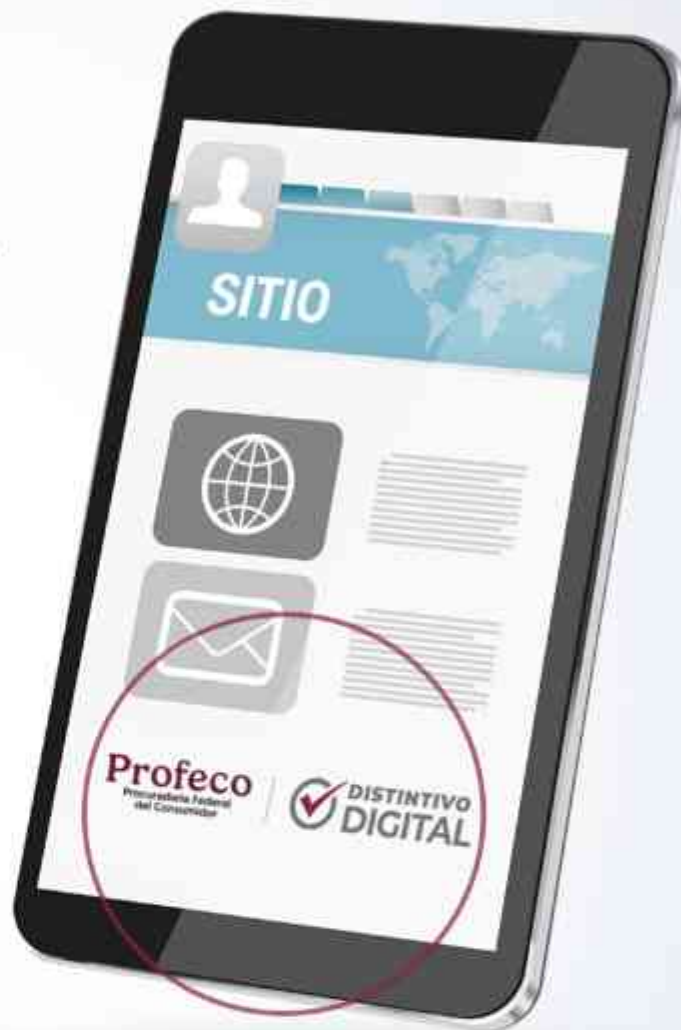 SITIO
Profeco
Procuraduría Federal
del Consumidor
DISTINTIVO
DIGITAL